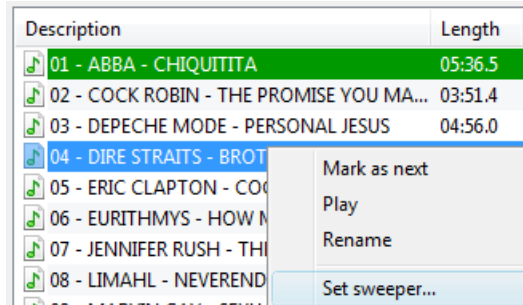 Description Length
01 - ABBA - CHIQUITITA 05:36.5
02 - COCK ROBIN - THE PROMISE YOU MA... 03:51.4
03 - DEPECHE MODE - PERSONAL JESUS 04:56.0
04 - DIRE STRAITS - BROT
Mark as next
05 - ERIC CLAPTON - CO
Play
06 - EURITHMYS - HOW
Rename
07 - JENNIFER RUSH - TH
08 - LIMAHL - NEVEREND
Set sweeper...